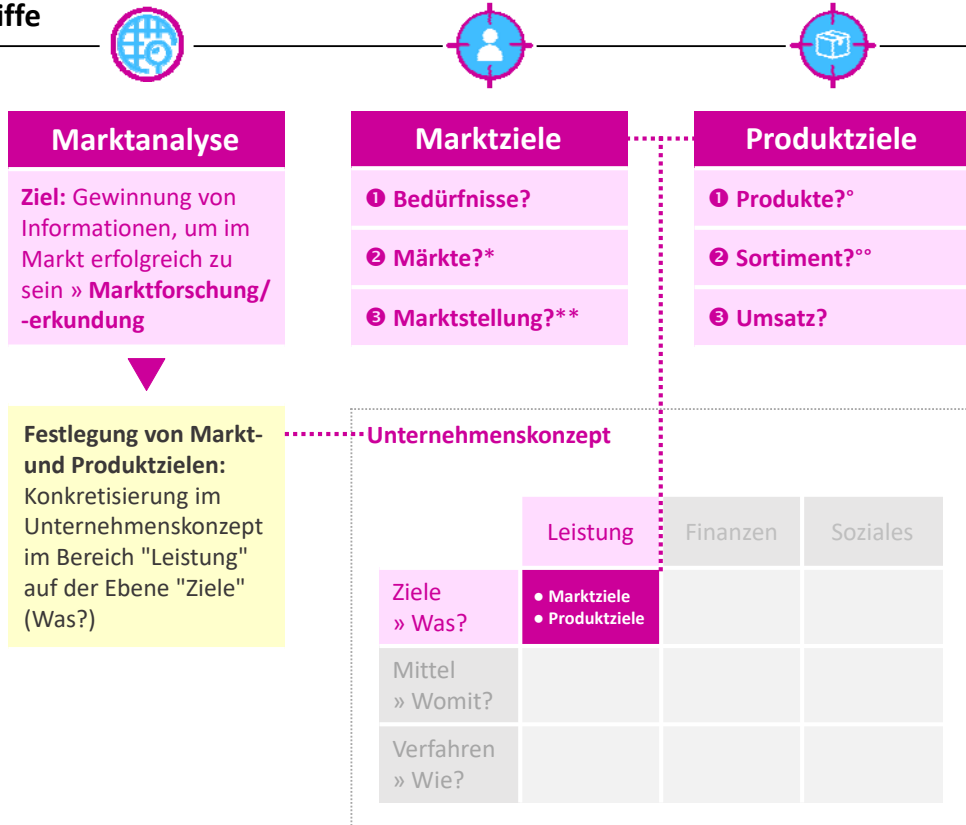 iffe
Marktanalyse
Ziel: Gewinnung von
Informationen, um im
Markt erfolgreich zu
sein » Marktforschung/
-erkundung
Marktziele
❶ Bedürfnisse?
❷ Märkte?*
❸ Marktstellung?**
Produktziele
❶ Produkte?°
❷ Sortiment?°°
❸ Umsatz?
Festlegung von Markt-
und Produktzielen:
Konkretisierung im
Unternehmenskonzept
im Bereich "Leistung"
auf der Ebene "Ziele"
(Was?)
Unternehmenskonzept
Leistung Finanzen Soziales
Ziele
» Was?
● Marktziele
● Produktziele
Mittel
» Womit?
Verfahren
» Wie?